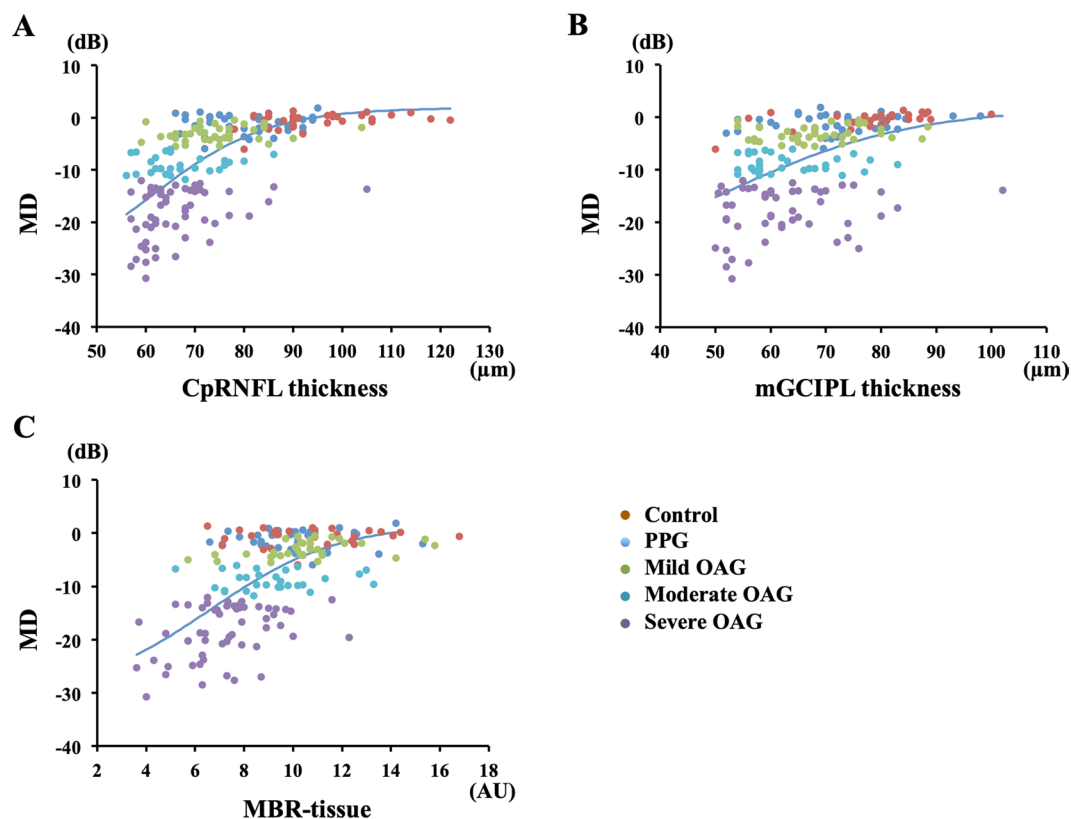 A
(dB)
10
0
-10
-20
-30
-40
MD
50 60 70 80 90 100 110 120 130
(μm)
CpRNFL thickness
B
(dB)
10
0
-10
-20
-30
-40
MD
40 50 60 70 80 90 100 110
(μm)
mGCIPL thickness
C
(dB)
10
0
-10
-20
-30
-40
MD
2 4 6 8 10 12 14 16 18
(AU)
MBR-tissue
Control
PPG
Mild OAG
Moderate OAG
Severe OAG